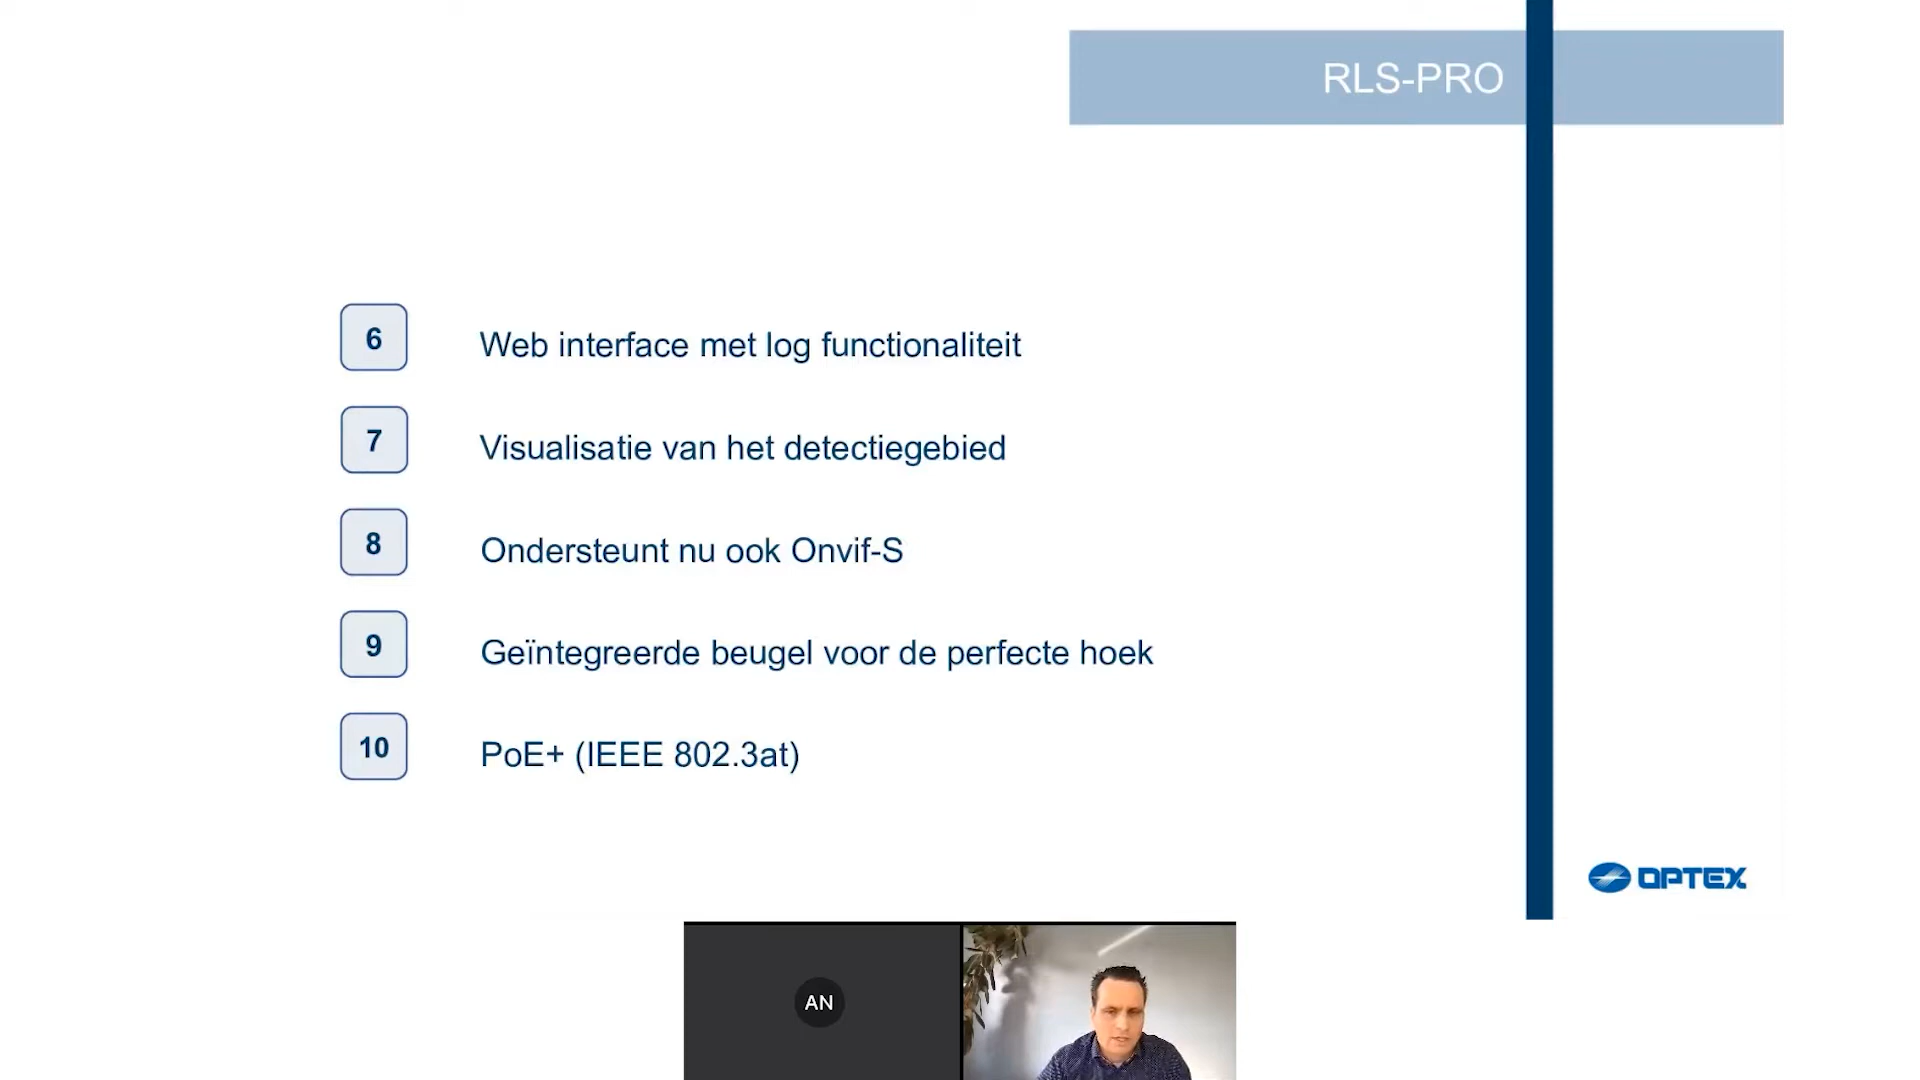 RLS-PRO
6 Web interface met log functionaliteit
7 Visualisatie van het detectiegebied
8 Ondersteunt nu ook Onvif-S
9 Geïntegreerde beugel voor de perfecte hoek
10 PoE+ (IEEE 802.3at)
OPTEX
AN